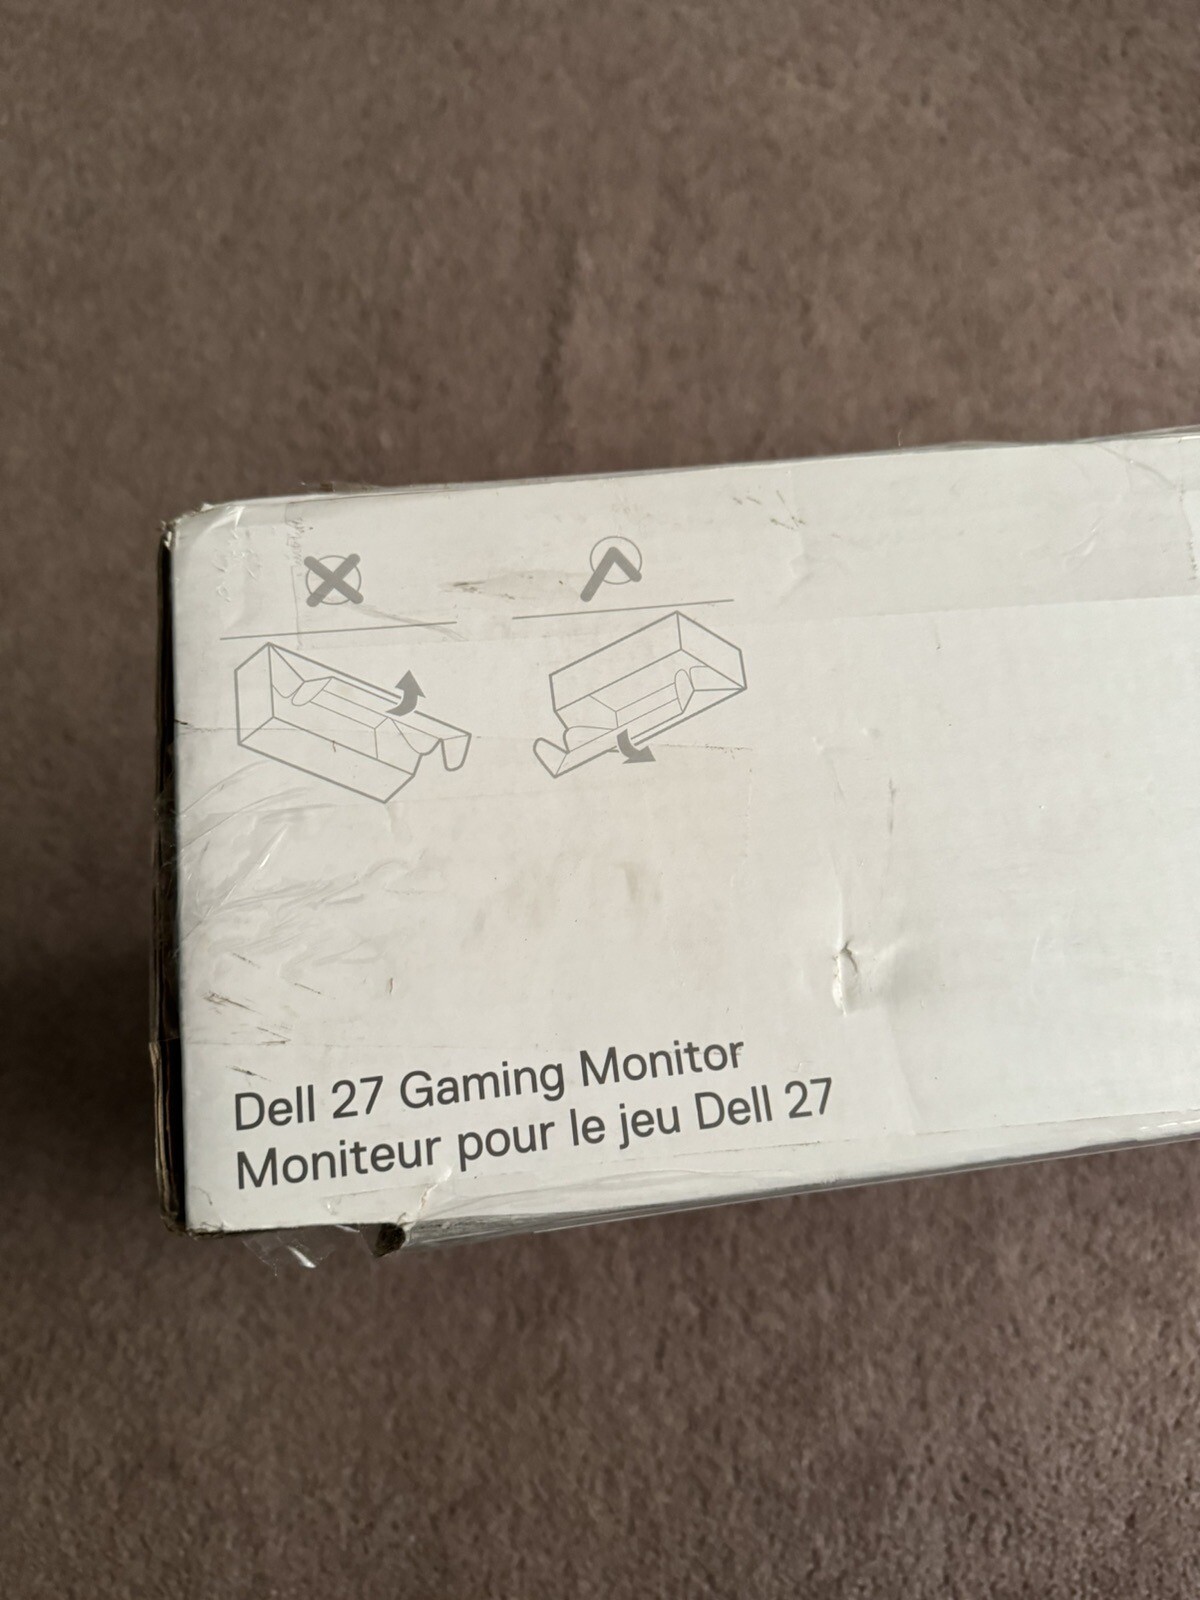 Dell 27 Gaming Monitor
Moniteur pour le jeu Dell 27